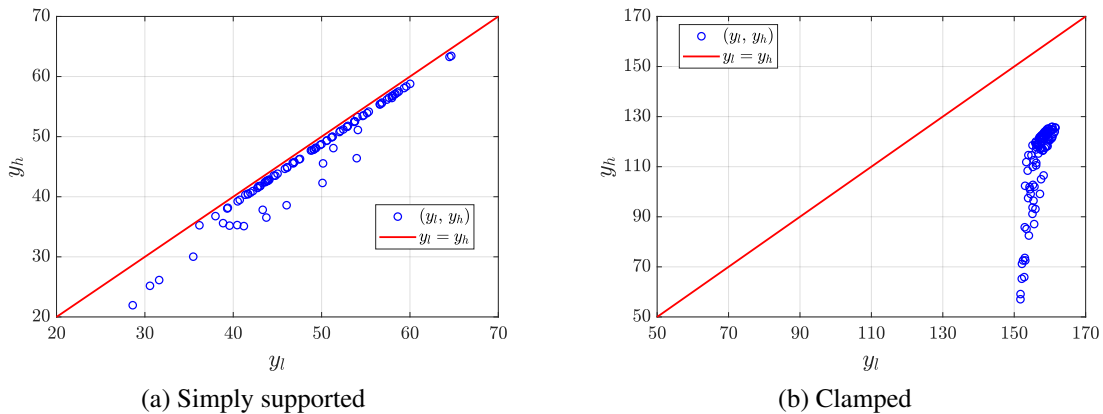 70
60
50
40
30
20
y_h
(y_l, y_h)
y_l = y_h
20 30 40 50 60 70
y_l
(a) Simply supported
170
150
130
110
90
70
50
y_h
(y_l, y_h)
y_l = y_h
50 70 90 110 130 150 170
y_l
(b) Clamped